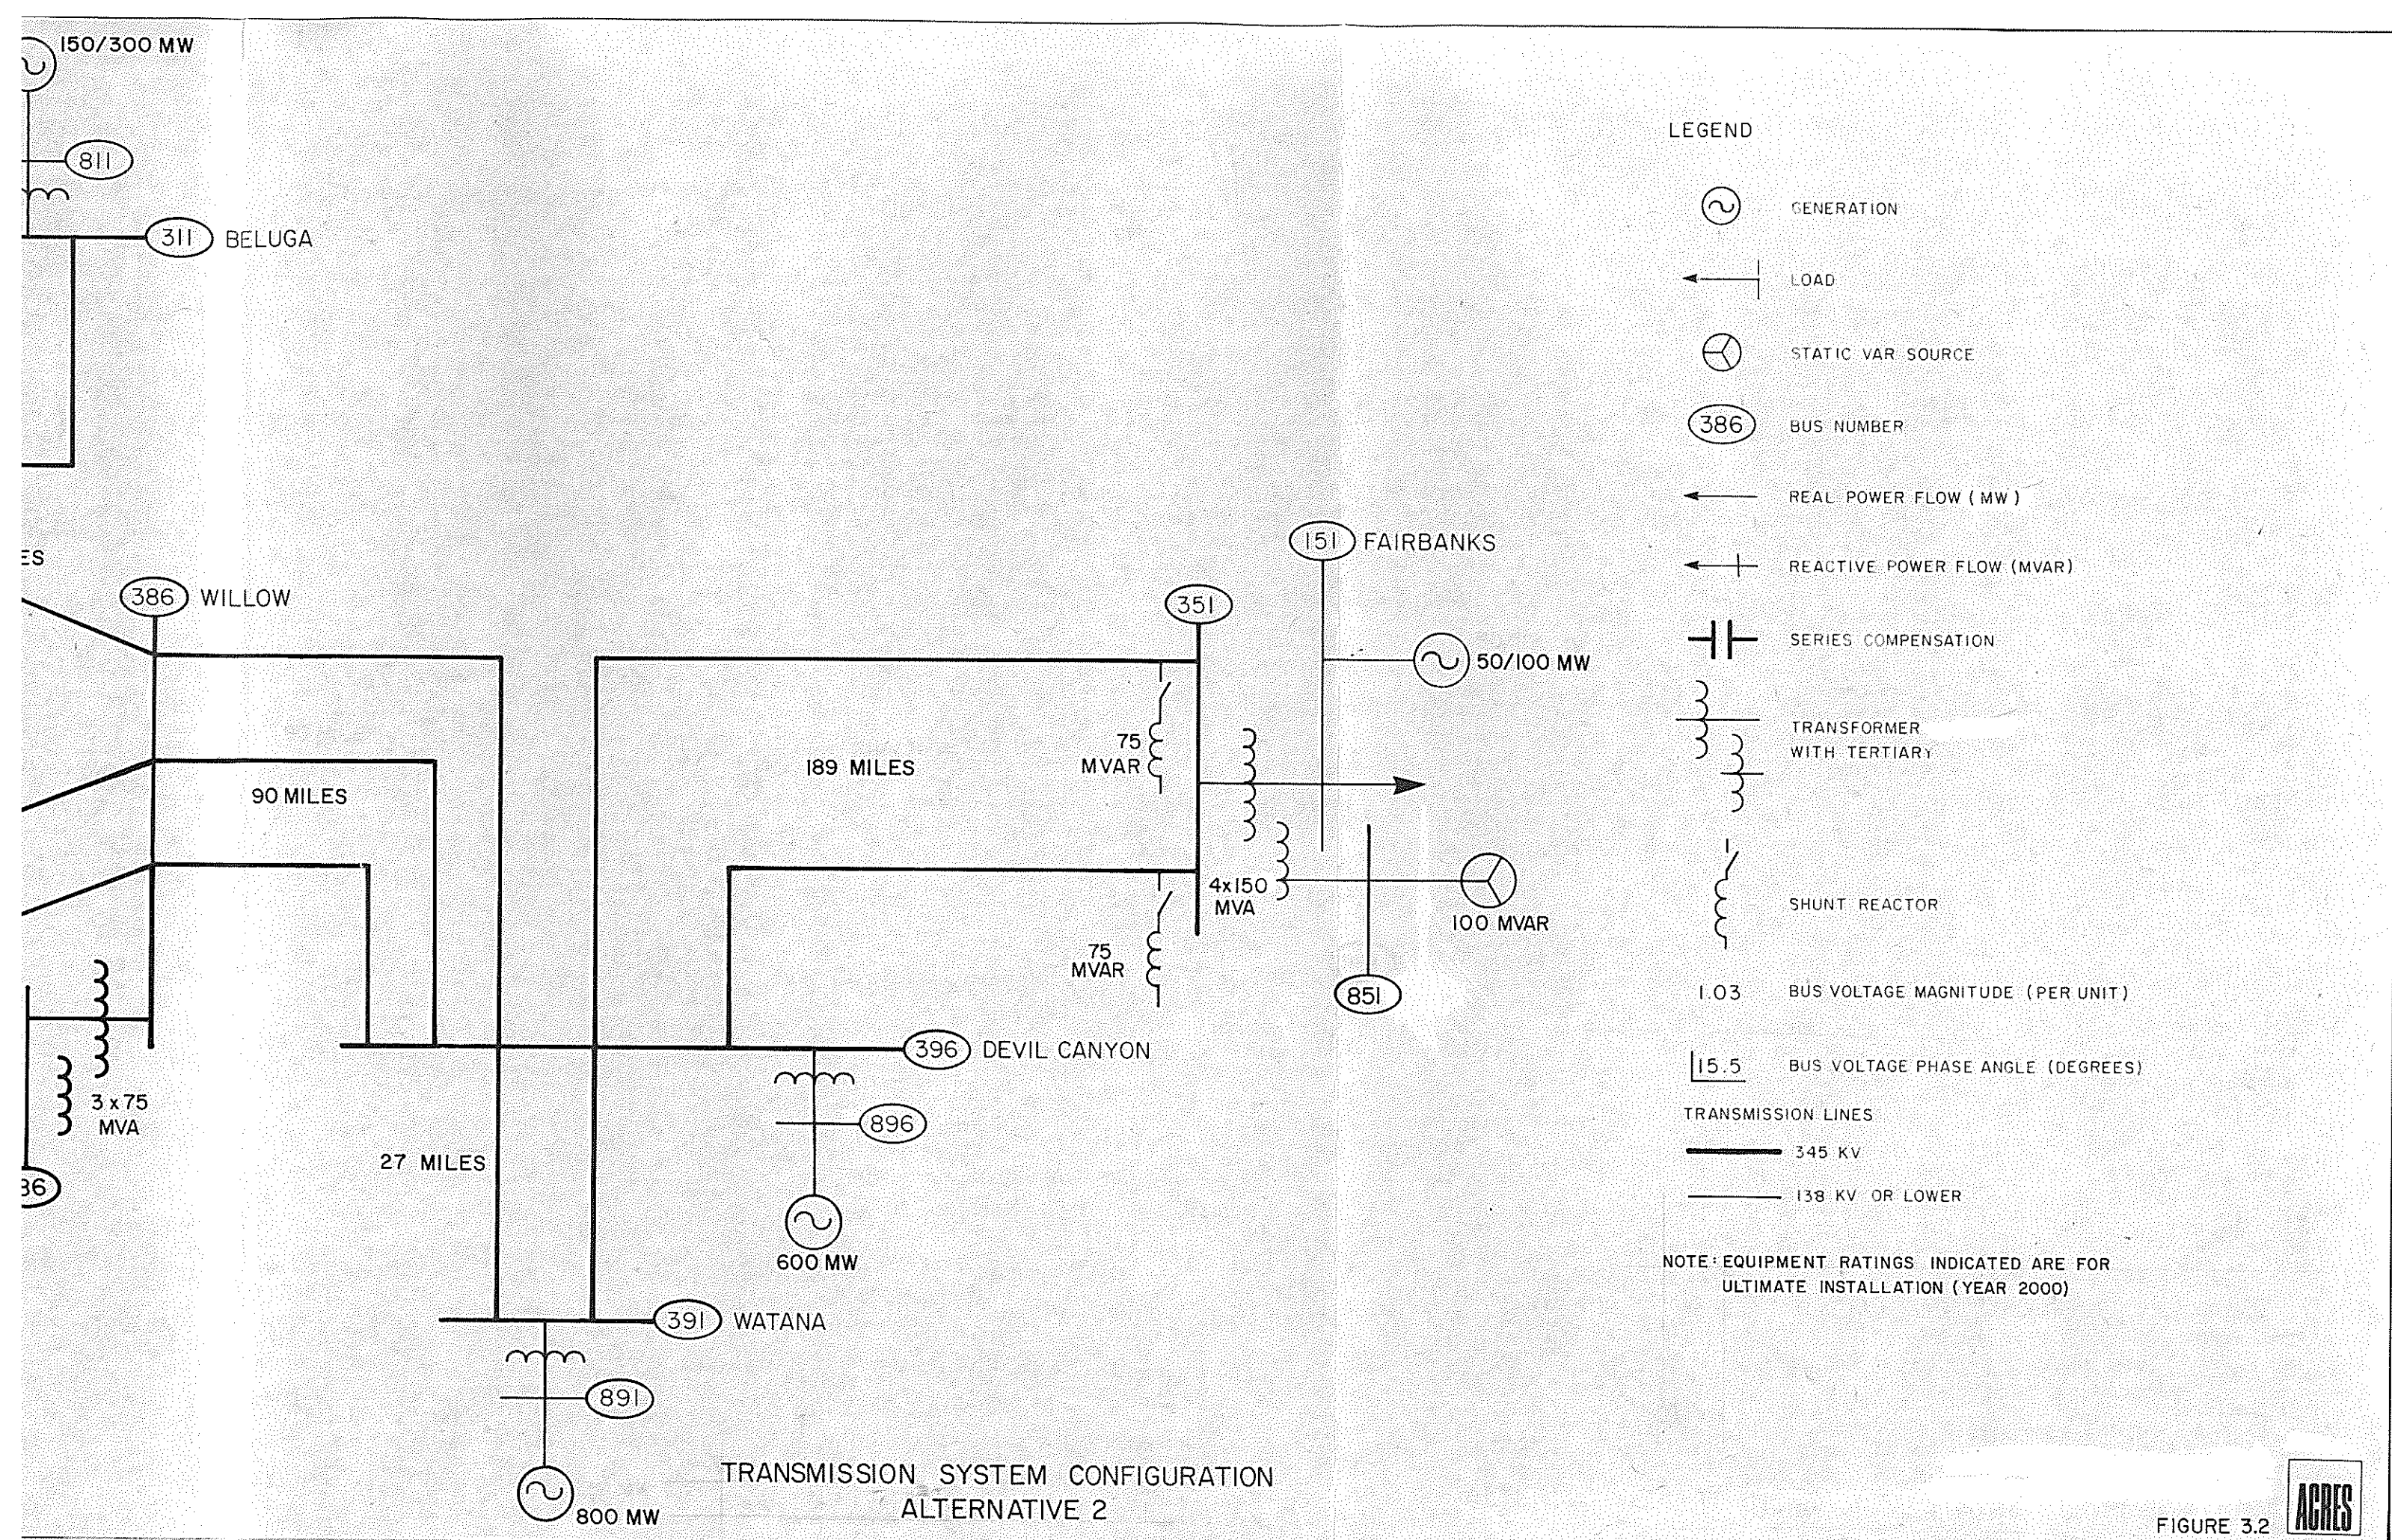 150/300 MW
811
311 BELUGA
ES
386 WILLOW
90 MILES
3 x 75
MVA
86
27 MILES
189 MILES
151 FAIRBANKS
351
50/100 MW
75
MVAR
4x150
MVA
75
MVAR
100 MVAR
851
396 DEVIL CANYON
896
600 MW
391 WATANA
891
800 MW
TRANSMISSION SYSTEM CONFIGURATION
ALTERNATIVE 2
LEGEND
GENERATION
LOAD
STATIC VAR SOURCE
386 BUS NUMBER
REAL POWER FLOW (MW)
REACTIVE POWER FLOW (MVAR)
SERIES COMPENSATION
TRANSFORMER
WITH TERTIARY
SHUNT REACTOR
1.03 BUS VOLTAGE MAGNITUDE (PER UNIT)
15.5 BUS VOLTAGE PHASE ANGLE (DEGREES)
TRANSMISSION LINES
345 KV
138 KV OR LOWER
NOTE: EQUIPMENT RATINGS INDICATED ARE FOR
ULTIMATE INSTALLATION (YEAR 2000)
FIGURE 3.2
ACRES